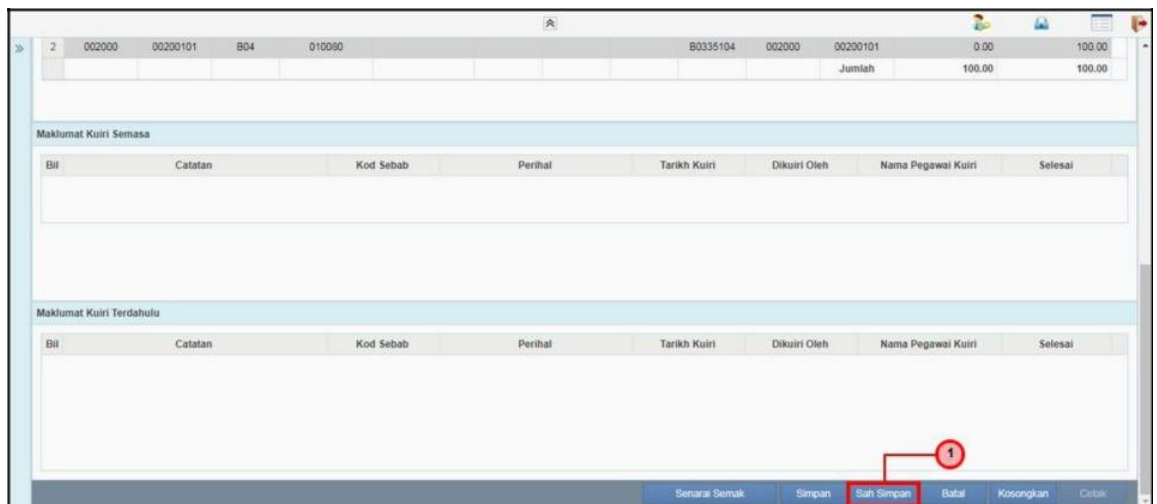 2 002000 00200101 B04 010080 B0335104 002000 00200101 0.00 100.00
Jumlah 100.00 100.00
Maklumat Kuiri Semasa
Bil Catatan Kod Sebab Perihal Tarikh Kuiri Dikuiri Oleh Nama Pegawai Kuiri Selesai
Maklumat Kuiri Terdahulu
Bil Catatan Kod Sebab Perihal Tarikh Kuiri Dikuiri Oleh Nama Pegawai Kuiri Selesai
1
Senarai Semak Simpan Sah Simpan Batal Kosongkan Cetak